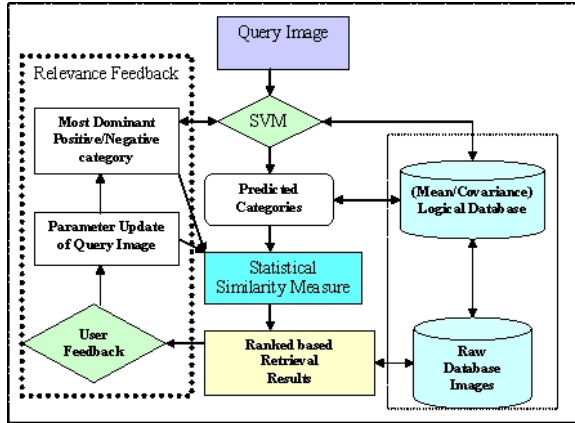 Query Image
Relevance Feedback
SVM
Most Dominant
Positive/Negative
category
Predicted
Categories
(Mean/Covariance)
Logical Database
Parameter Update
of Query Image
Statistical
Similarity Measure
User
Feedback
Ranked based
Retrieval
Results
Raw
Database
Images